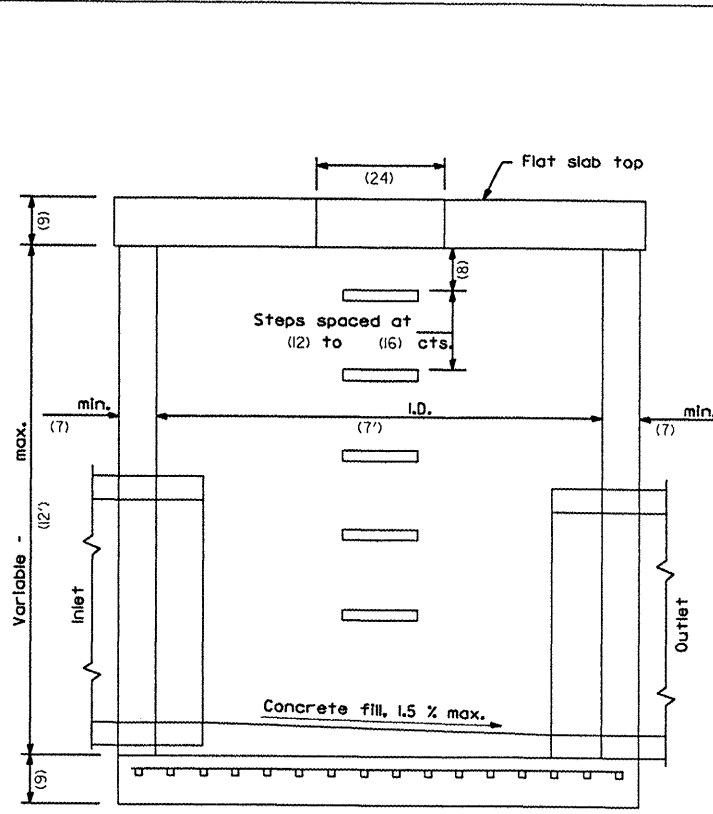 Flat slab top
(24)
(9)
(8)
Steps spaced at
(12) to (16) cts.
min.
(7)
I.D.
(7')
min.
(7)
Variable - max.
(12')
Inlet
Outlet
Concrete fill, 1.5 % max.
(9)